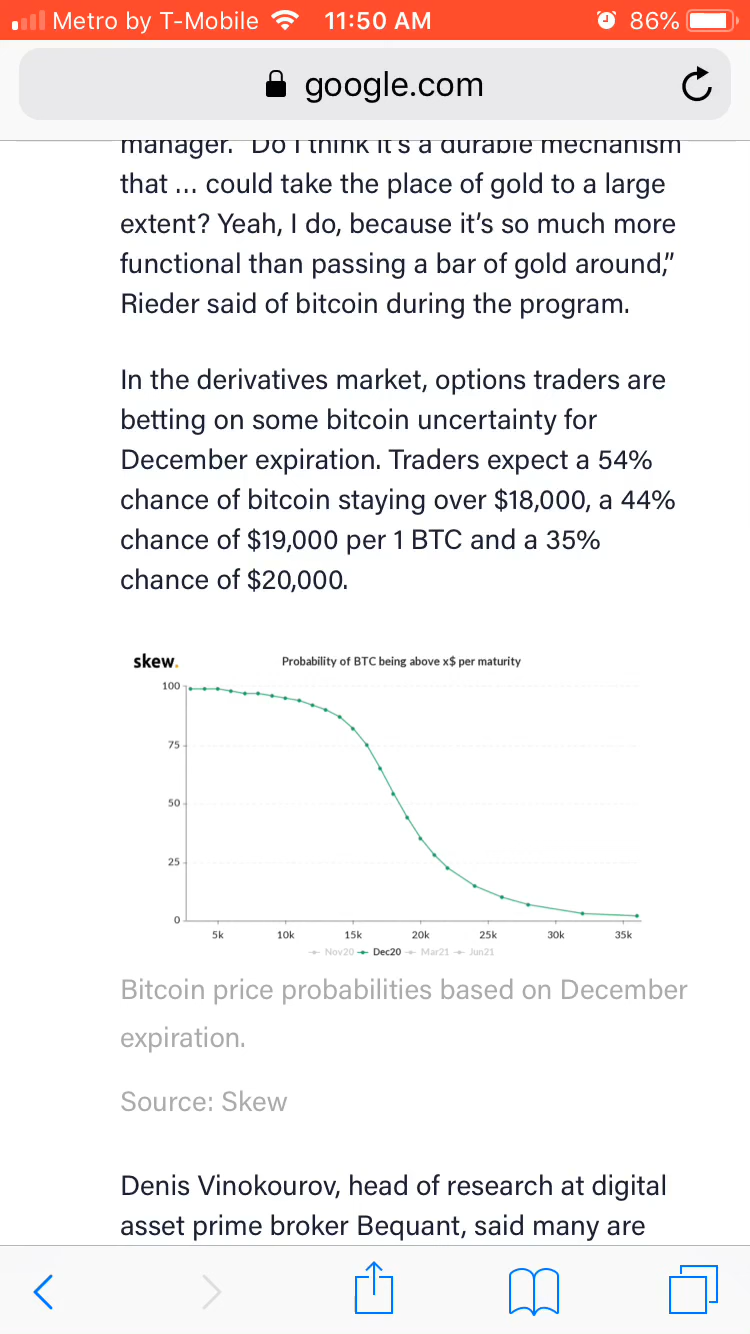 Metro by T-Mobile 11:50 AM 86%
google.com
manager. "Do I think it's a durable mechanism
that ... could take the place of gold to a large
extent? Yeah, I do, because it's so much more
functional than passing a bar of gold around,"
Rieder said of bitcoin during the program.
In the derivatives market, options traders are
betting on some bitcoin uncertainty for
December expiration. Traders expect a 54%
chance of bitcoin staying over $18,000, a 44%
chance of $19,000 per 1 BTC and a 35%
chance of $20,000.
skew. Probability of BTC being above x$ per maturity
100
75
50
25
0
5k 10k 15k 20k 25k 30k 35k
Nov20 Dec20 Mar21 Jun21
Bitcoin price probabilities based on December
expiration.
Source: Skew
Denis Vinokourov, head of research at digital
asset prime broker Bequant, said many are